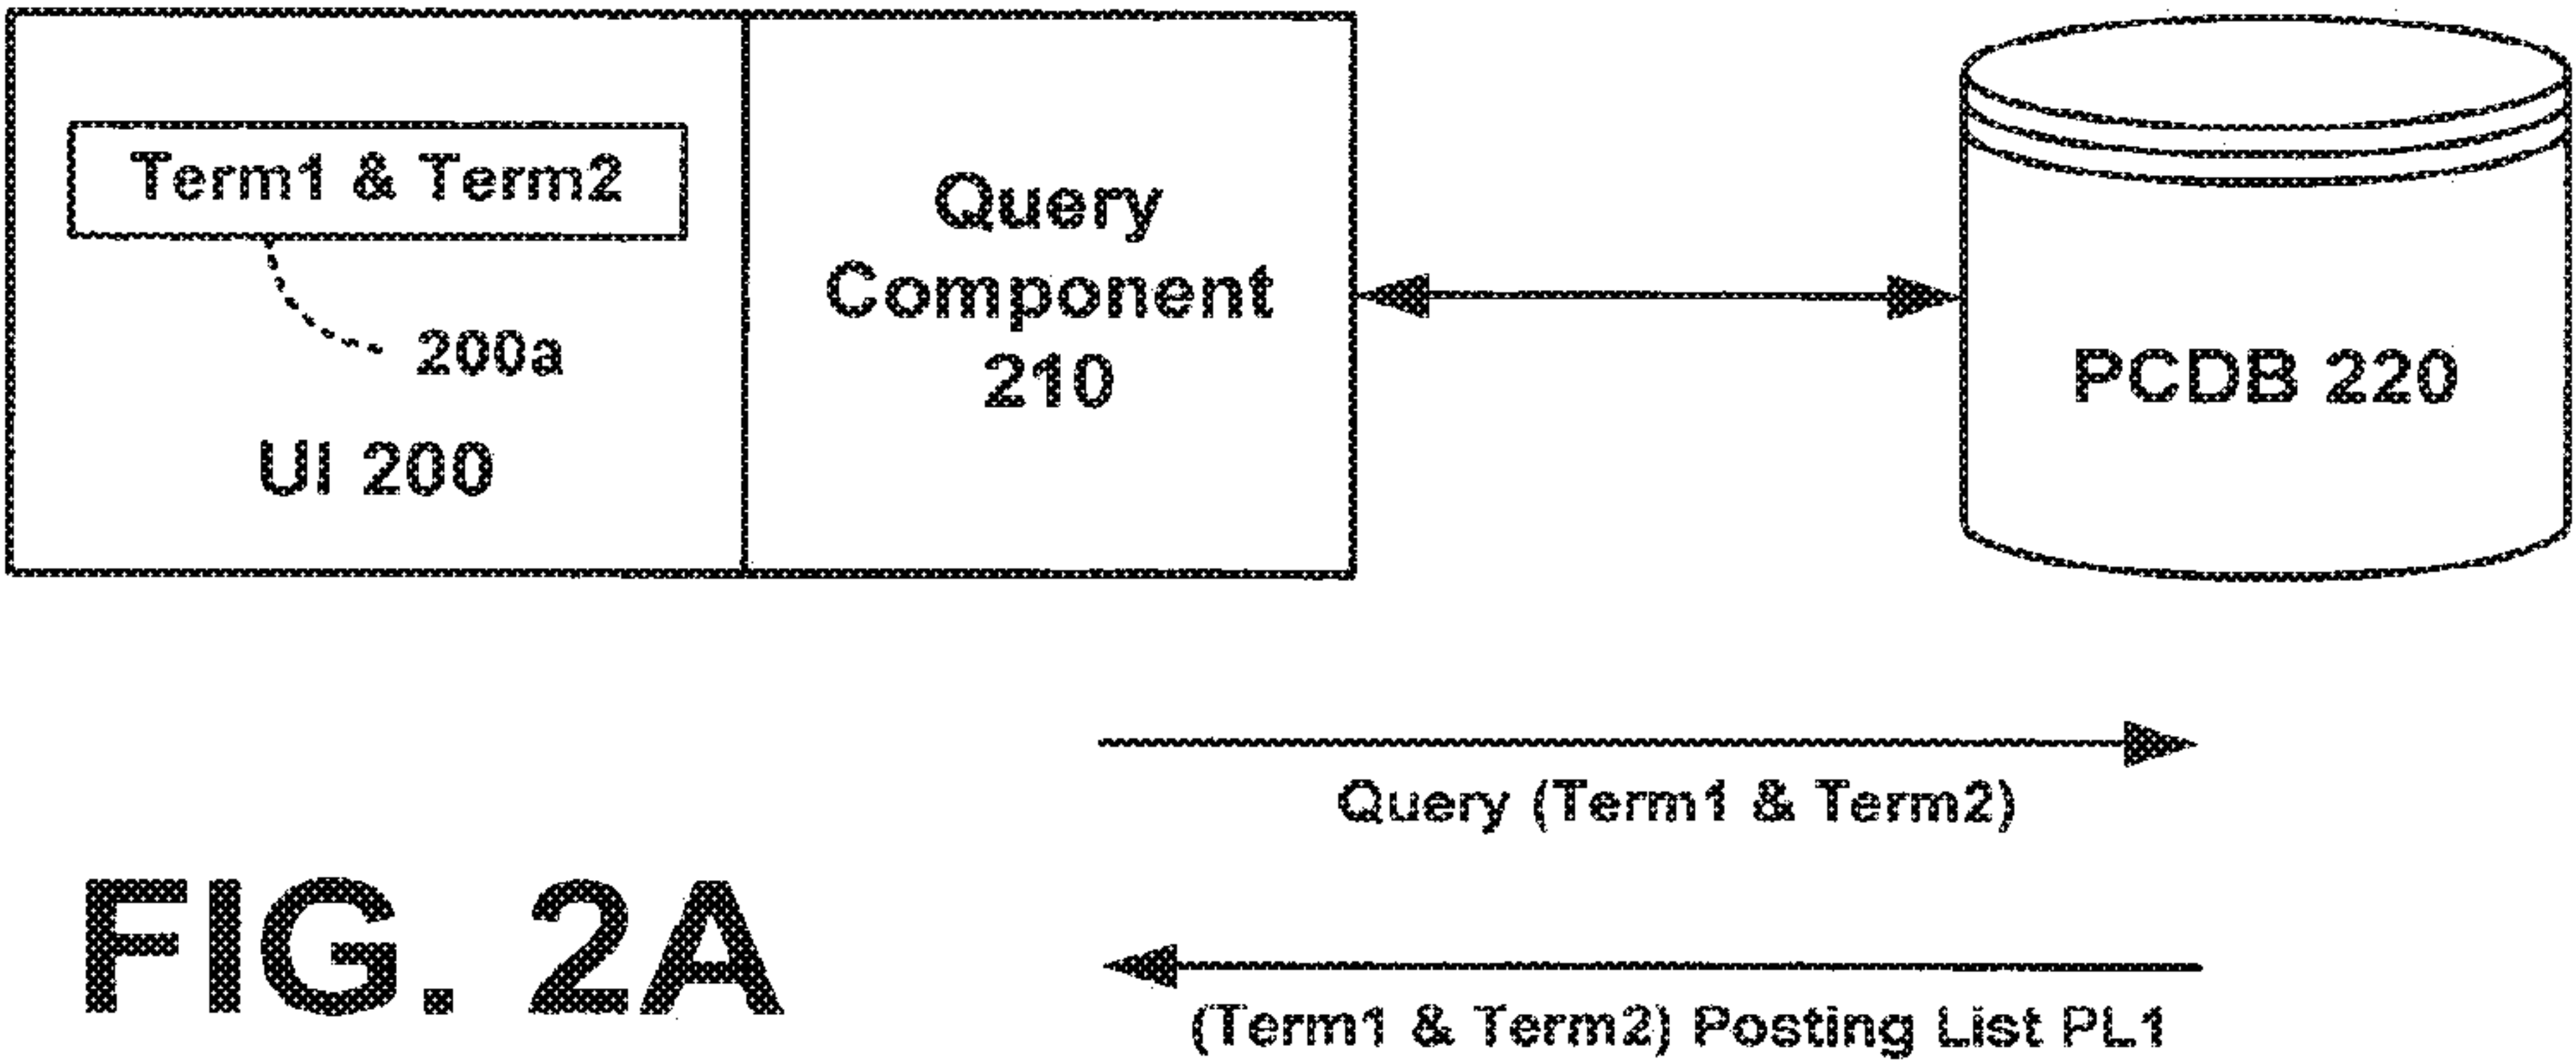 Term1 & Term2
200a
UI 200
Query
Component
210
PCDB 220
Query (Term1 & Term2)
(Term1 & Term2) Posting List PL1
FIG. 2A